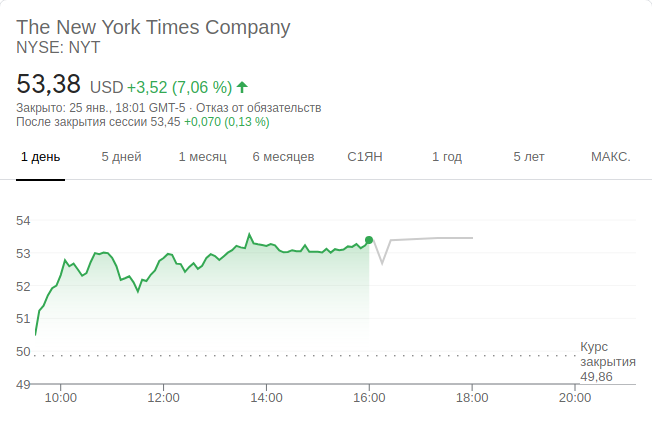 The New York Times Company
NYSE: NYT
53,38 USD +3,52 (7,06 %)
Закрыто: 25 янв., 18:01 GMT-5 · Отказ от обязательств
После закрытия сессии 53,45 +0,070 (0,13 %)
1 день 5 дней 1 месяц 6 месяцев С1ЯН 1 год 5 лет МАКС.
54
53
52
51
50
49
Курс
закрытия
49,86
10:00 12:00 14:00 16:00 18:00 20:00